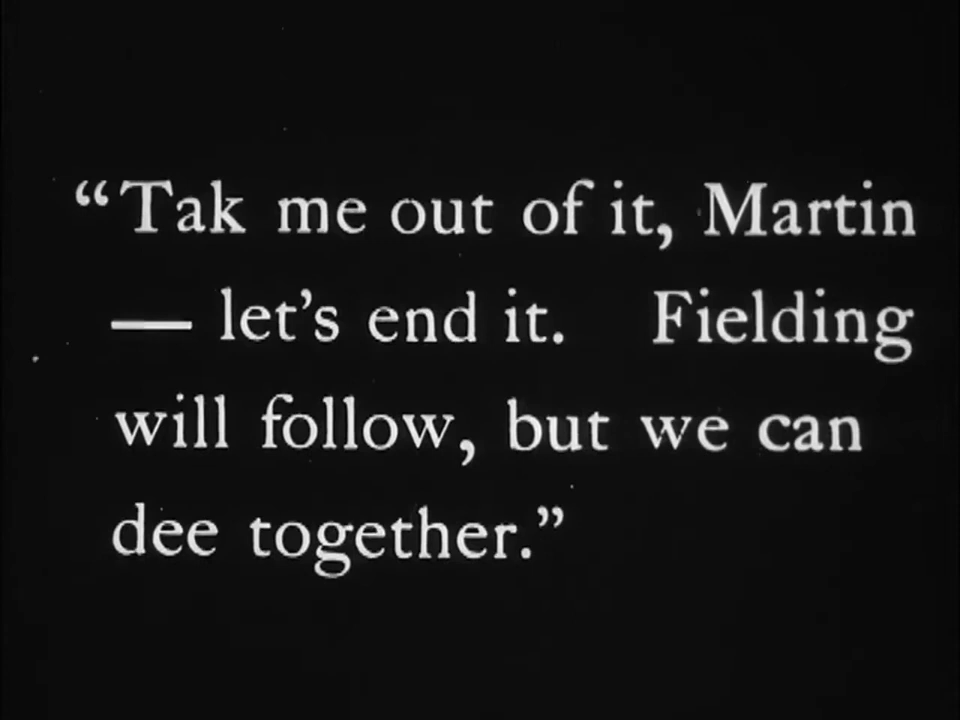 “Tak me out of it, Martin
— let’s end it. Fielding
will follow, but we can
dee together.”